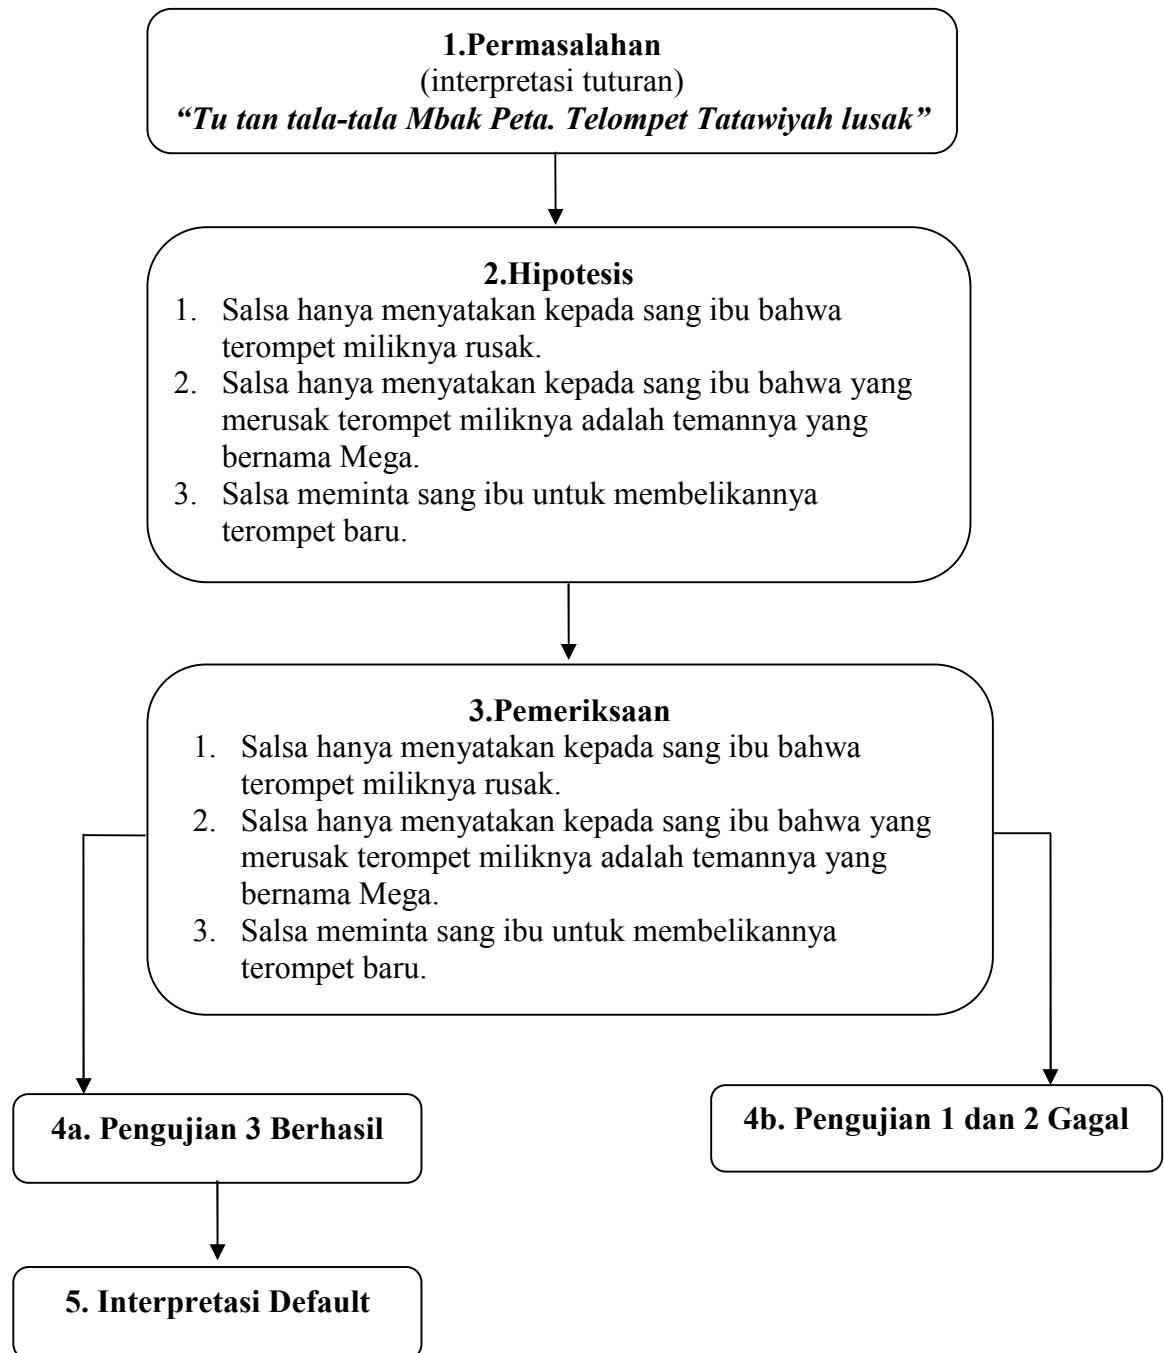 1.Permasalahan
(interpretasi tuturan)
“Tu tan tala-tala Mbak Peta. Telompet Tatawiyah lusak”
2.Hipotesis
1. Salsa hanya menyatakan kepada sang ibu bahwa
terompet miliknya rusak.
2. Salsa hanya menyatakan kepada sang ibu bahwa yang
merusak terompet miliknya adalah temannya yang
bernama Mega.
3. Salsa meminta sang ibu untuk membelikannya
terompet baru.
3.Pemeriksaan
1. Salsa hanya menyatakan kepada sang ibu bahwa
terompet miliknya rusak.
2. Salsa hanya menyatakan kepada sang ibu bahwa yang
merusak terompet miliknya adalah temannya yang
bernama Mega.
3. Salsa meminta sang ibu untuk membelikannya
terompet baru.
4a. Pengujian 3 Berhasil
4b. Pengujian 1 dan 2 Gagal
5. Interpretasi Default